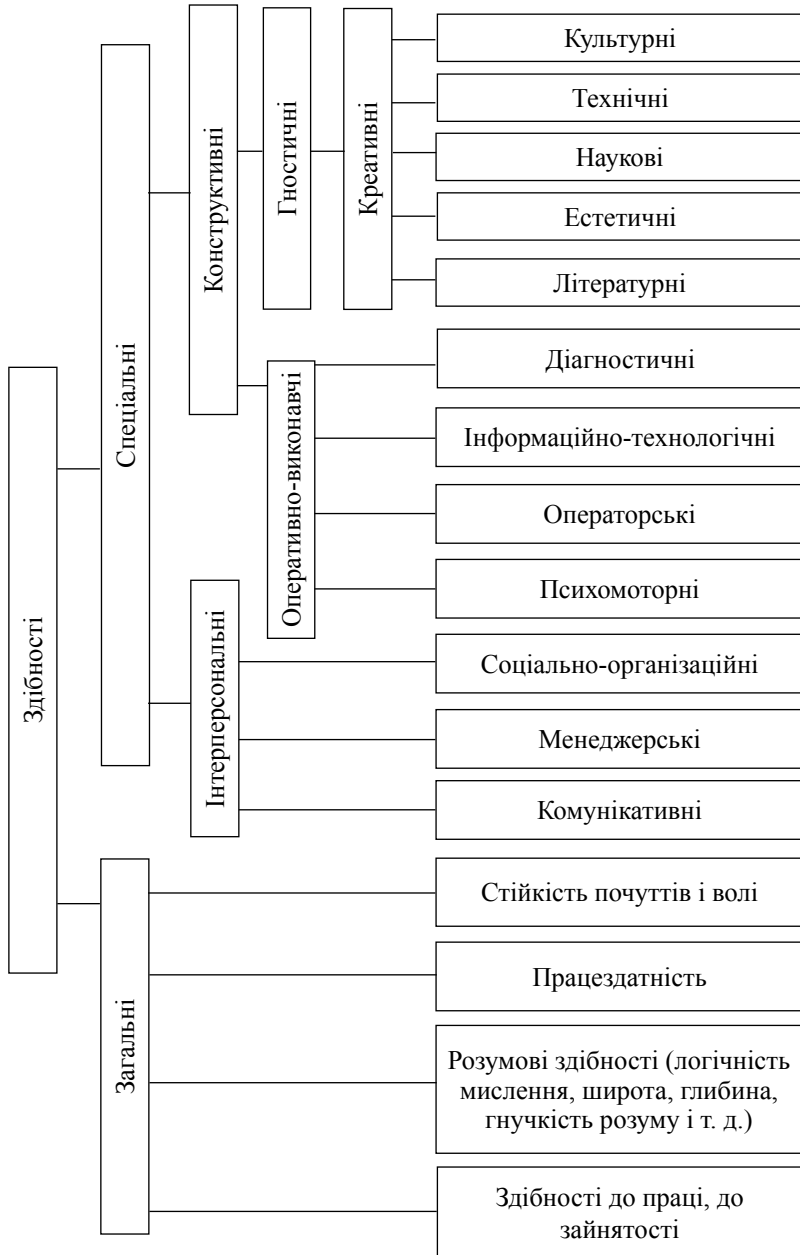 Здібності
Спеціальні
Загальні
Конструктивні
Інтерперсональні
Гностичні
Оперативно-виконавчі
Креативні
Культурні
Технічні
Наукові
Естетичні
Літературні
Діагностичні
Інформаційно-технологічні
Операторські
Психомоторні
Соціально-організаційні
Менеджерські
Комунікативні
Стійкість почуттів і волі
Працездатність
Розумові здібності (логічність
мислення, широта, глибина,
гнучкість розуму і т. д.)
Здібності до праці, до
зайнятості